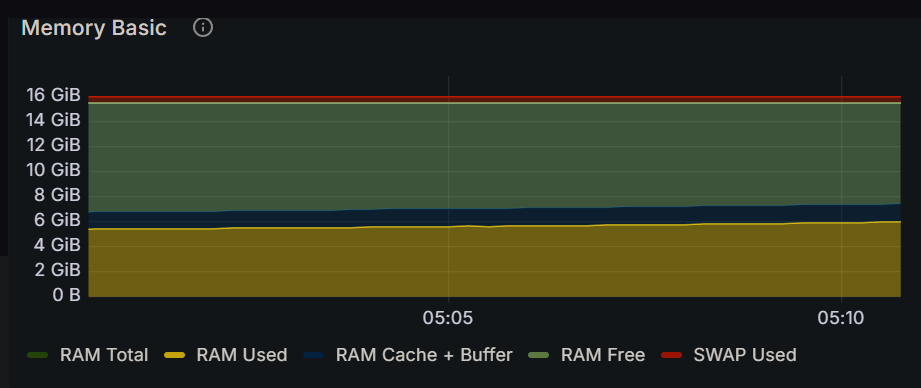 Memory Basic
16 GiB
14 GiB
12 GiB
10 GiB
8 GiB
6 GiB
4 GiB
2 GiB
0 B
05:05 05:10
RAM Total RAM Used RAM Cache + Buffer RAM Free SWAP Used